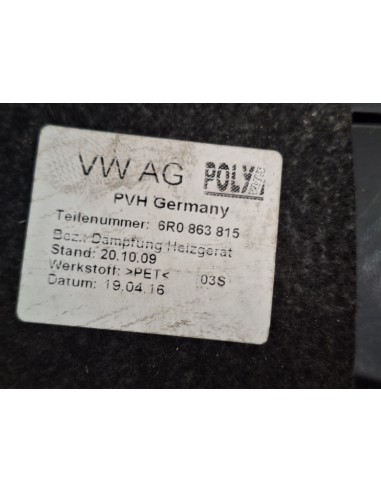 VW AG POLY
PVH Germany
Teilenummer: 6R0 863 815
Bez.: Dämpfung Heizgerät
Stand: 20.10.09
Werkstoff: >PET< 03S
Datum: 19.04.16